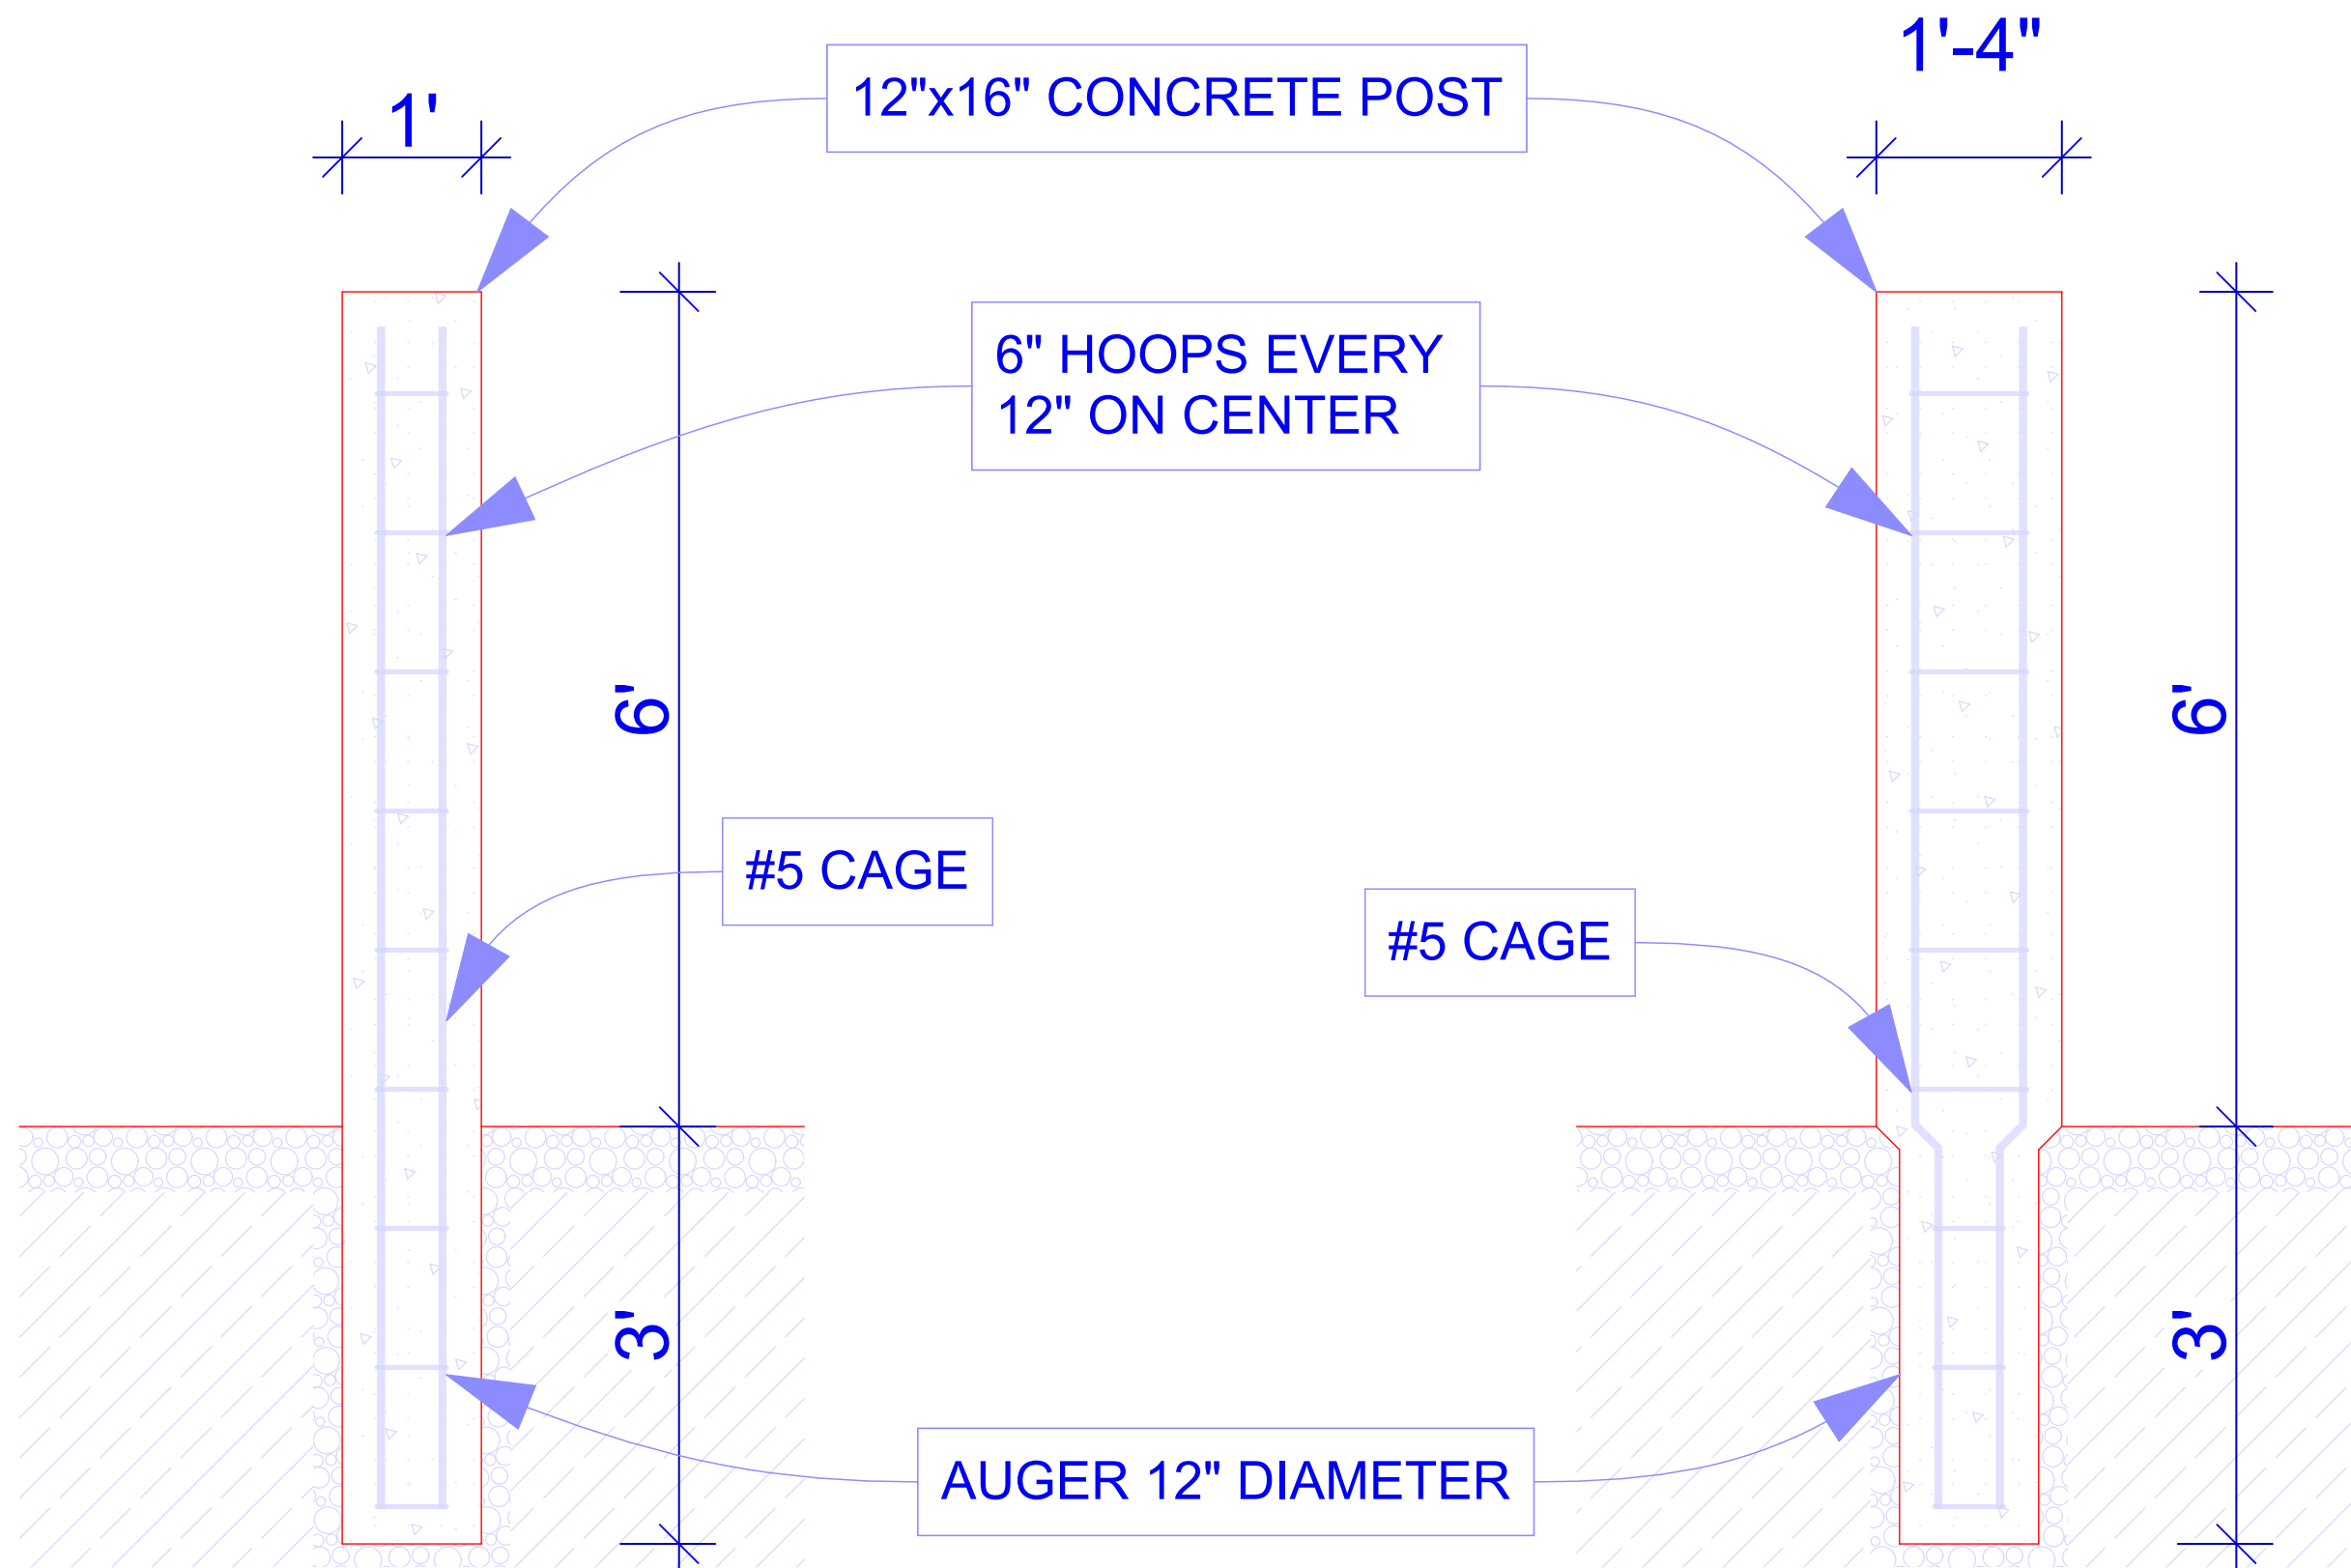 1'
12"x16" CONCRETE POST
1'-4"
6" HOOPS EVERY
12" ON CENTER
6'
6'
#5 CAGE
#5 CAGE
3'
3'
AUGER 12" DIAMETER